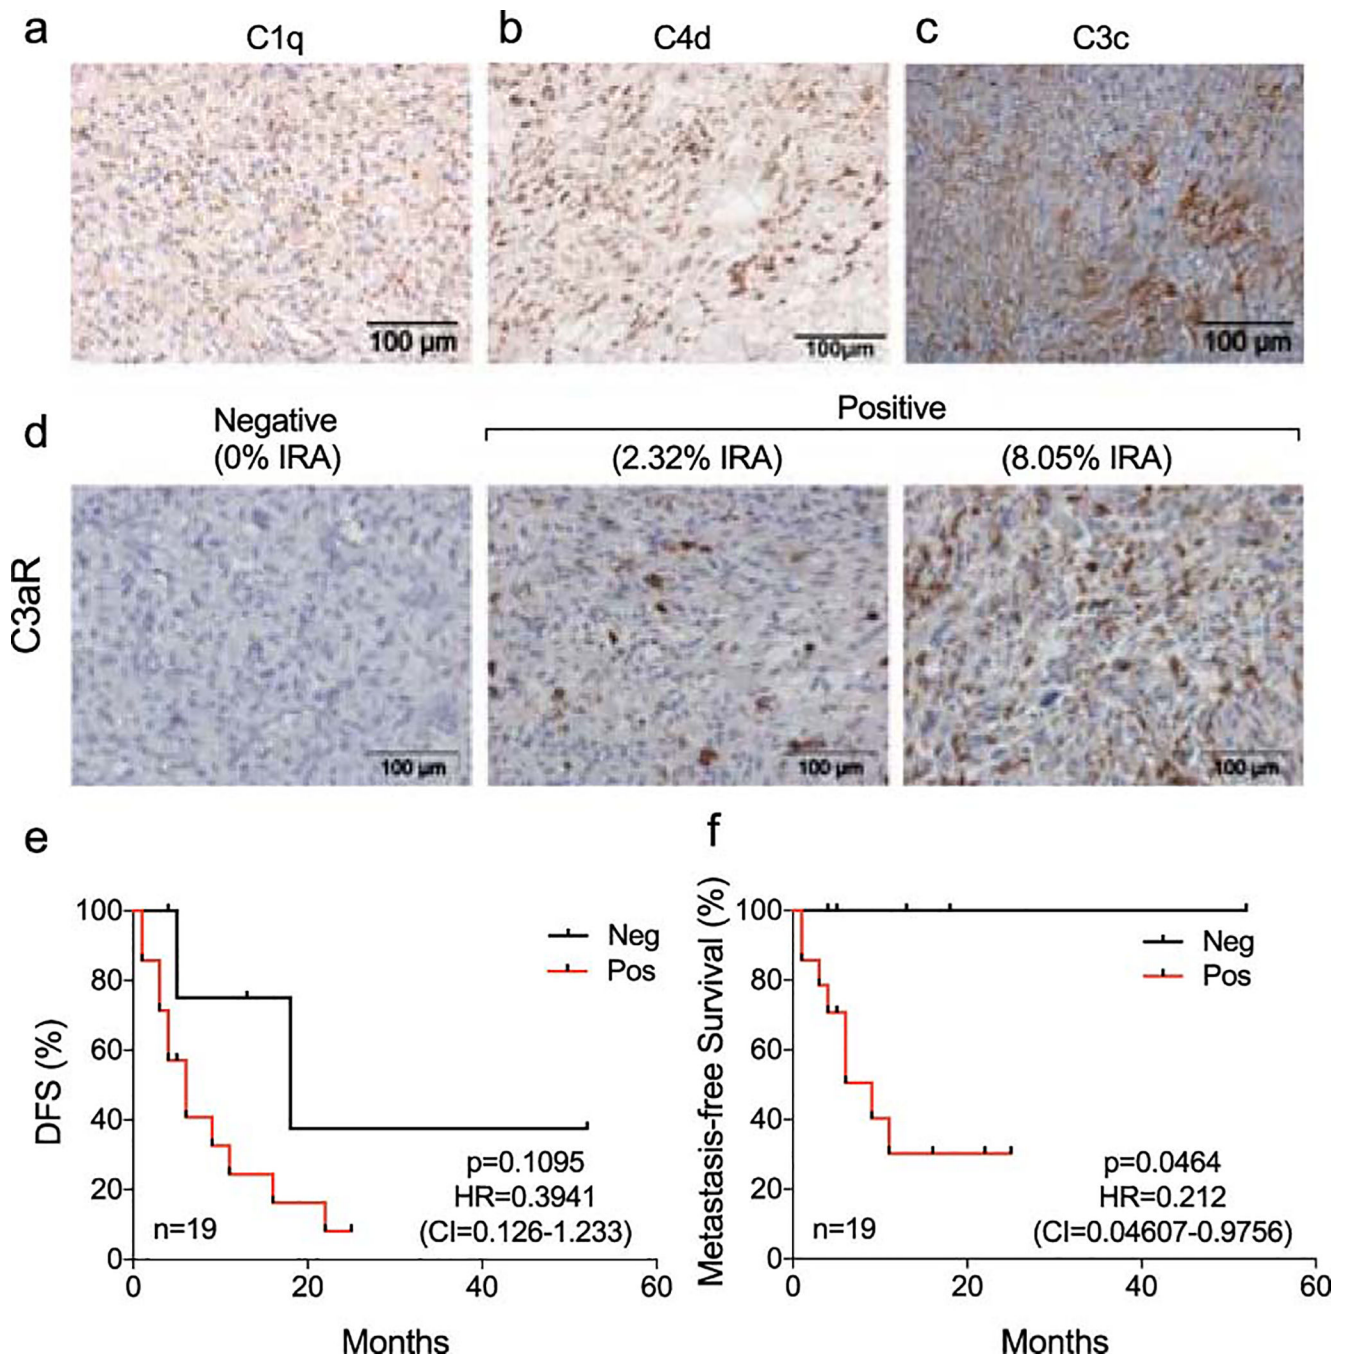 a
C1q
b
C4d
c
C3c
100 µm
100µm
100 µm
d
Negative
(0% IRA)
Positive
(2.32% IRA)
(8.05% IRA)
C3aR
100 µm
100 µm
100 µm
e
100
80
60
40
20
0
DFS (%)
Neg
Pos
p=0.1095
HR=0.3941
(CI=0.126-1.233)
n=19
0
20
40
60
Months
f
100
80
60
40
20
0
Metastasis-free Survival (%)
Neg
Pos
p=0.0464
HR=0.212
(CI=0.04607-0.9756)
n=19
0
20
40
60
Months